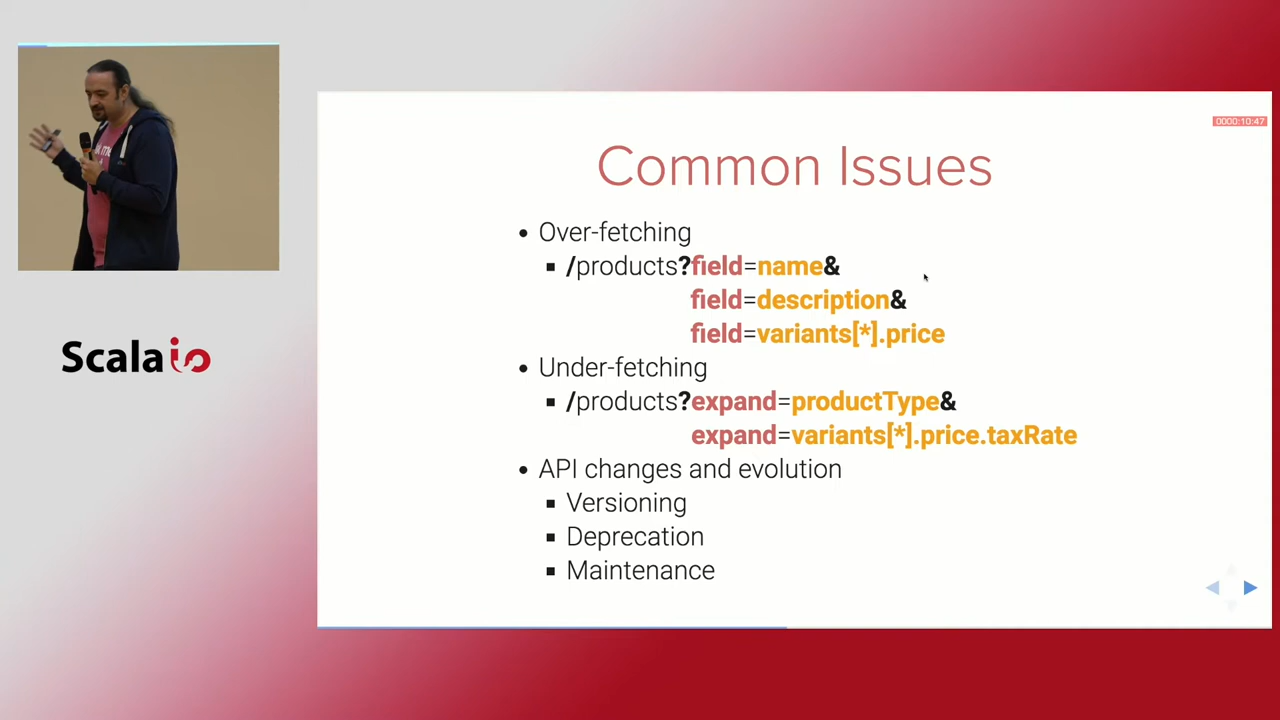 0000:10:47
Common Issues
• Over-fetching
▪ /products?field=name&
field=description&
field=variants[*].price
• Under-fetching
▪ /products?expand=productType&
expand=variants[*].price.taxRate
• API changes and evolution
▪ Versioning
▪ Deprecation
▪ Maintenance
Scala io